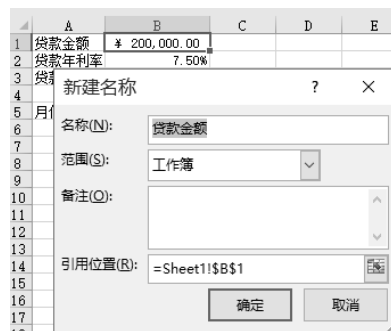 A B C D E
1 贷款金额 ¥ 200,000.00
2 贷款年利率 7.50%
3 贷
4
5 月
6
7
8
9
10
11
12
13
14
15
16
17
新建名称 ? ×
名称(N): 贷款金额
范围(S): 工作簿
备注(O):
引用位置(R): =Sheet1!$B$1
确定 取消